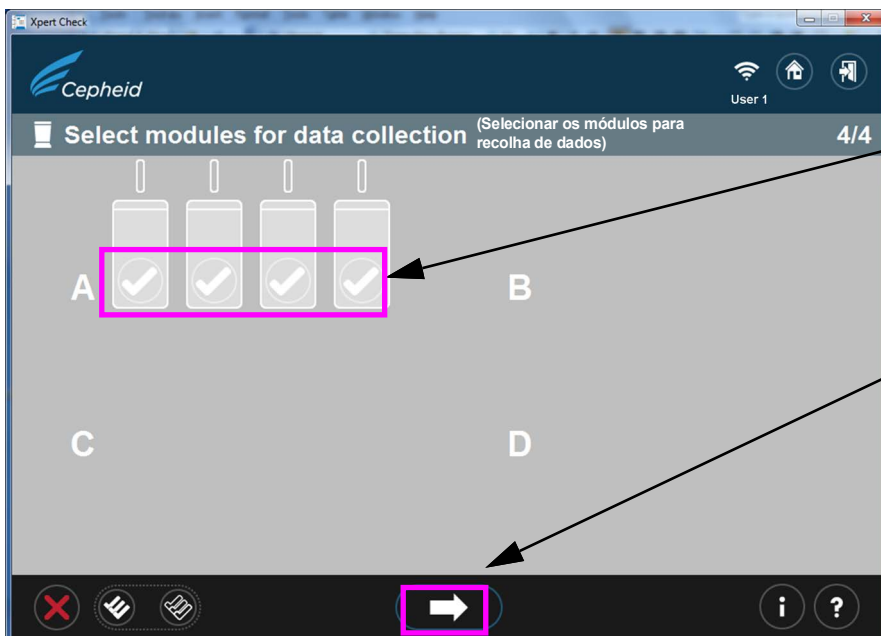 Xpert Check
Cepheid
User 1
Select modules for data collection (Selecionar os módulos para
recolha de dados)
4/4
A
B
C
D
i
?